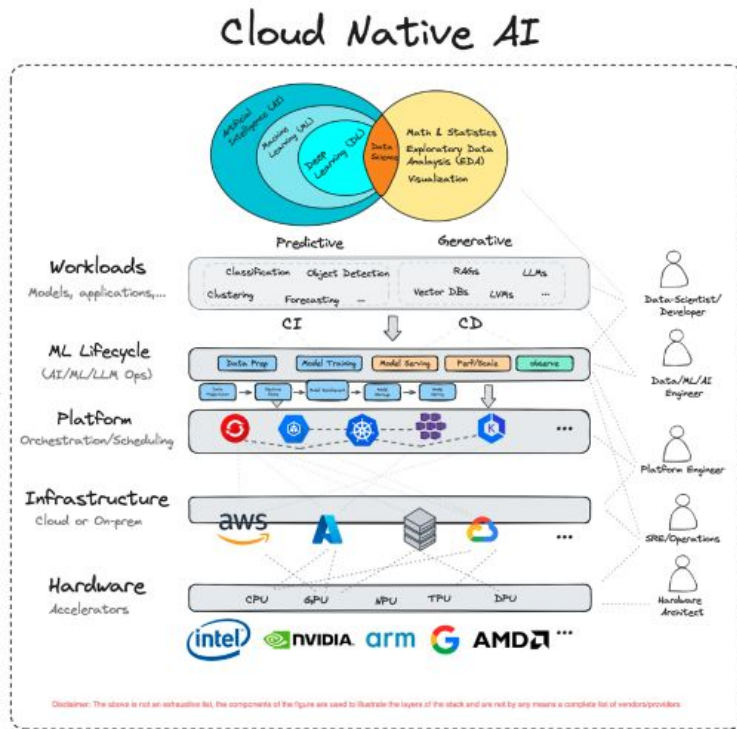 Cloud Native AI
Artificial Intelligence (AI)
Machine Learning (ML)
Deep Learning (DL)
Data Science
Math & Statistics
Exploratory Data
Analaysis (EDA)
Visualization
Predictive
Generative
Workloads
Models, applications,...
Classification
Object Detection
Clustering
Forecasting
...
RAGs
LLMs
Vector DBs
LVMs
...
CI
CD
ML Lifecycle
(AI/ML/LLM Ops)
Data Prep
Model Training
Model Serving
Perf/Scale
observe
Platform
Orchestration/Scheduling
K
...
Infrastructure
Cloud or On-prem
aws
...
Hardware
Accelerators
CPU
GPU
NPU
TPU
DPU
intel
NVIDIA.
arm
G
AMD
...
Data-Scientist/
Developer
Data/ML/AI
Engineer
Platform Engineer
SRE/Operations
Hardware
Architect
Disclaimer: The above is not an exhaustive list, the components of the figure are used to illustrate the layers of the stack and are not by any means a complete list of vendors/providers